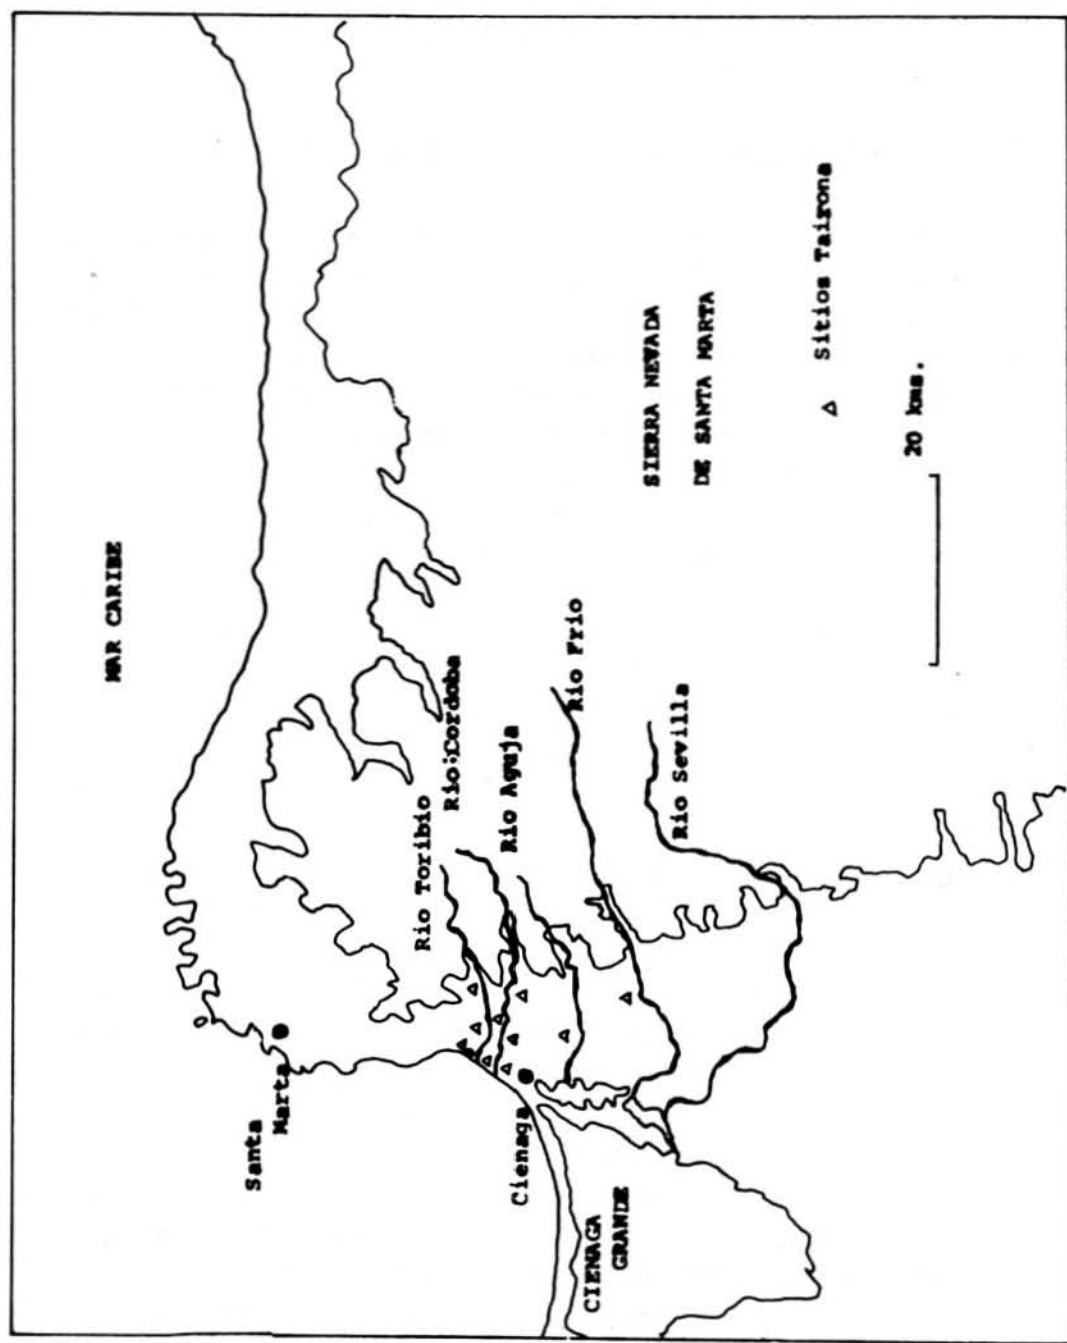 MAR CARIBE
Santa
Marta
Rio Toribio
Rio Cordoba
Rio Aguja
Rio Frio
Rio Sevilla
Cienaga
CIENAGA
GRANDE
SIERRA NEVADA
DE SANTA MARTA
Sitios Tairona
20 kms.